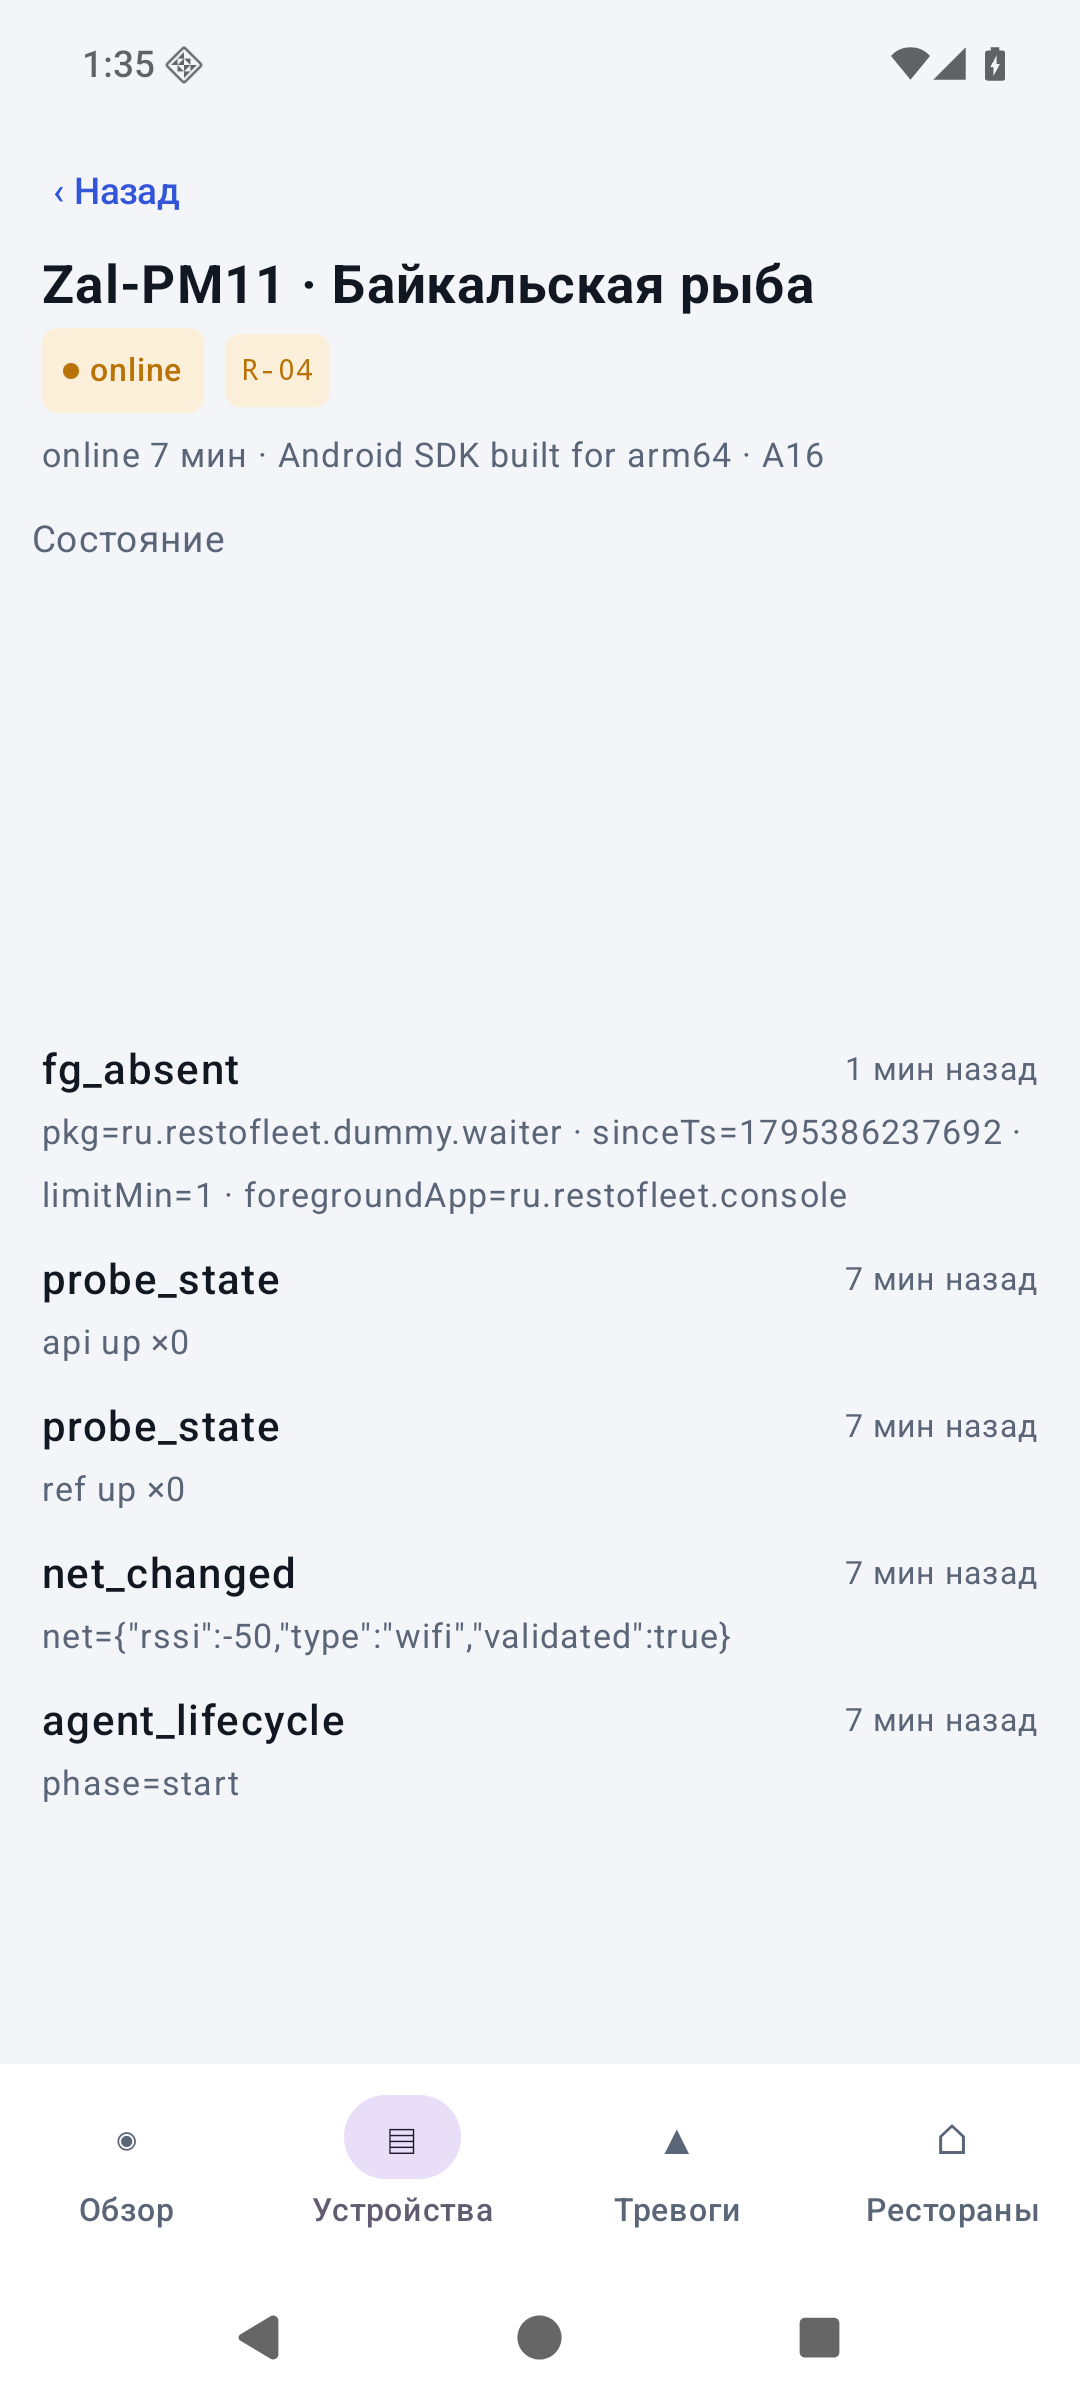 1:35
‹ Назад
Zal-PM11 · Байкальская рыба
online R-04
online 7 мин · Android SDK built for arm64 · A16
Состояние
fg_absent 1 мин назад
pkg=ru.restofleet.dummy.waiter · sinceTs=1795386237692 ·
limitMin=1 · foregroundApp=ru.restofleet.console
probe_state 7 мин назад
api up ×0
probe_state 7 мин назад
ref up ×0
net_changed 7 мин назад
net={"rssi":-50,"type":"wifi","validated":true}
agent_lifecycle 7 мин назад
phase=start
Обзор Устройства Тревоги Рестораны